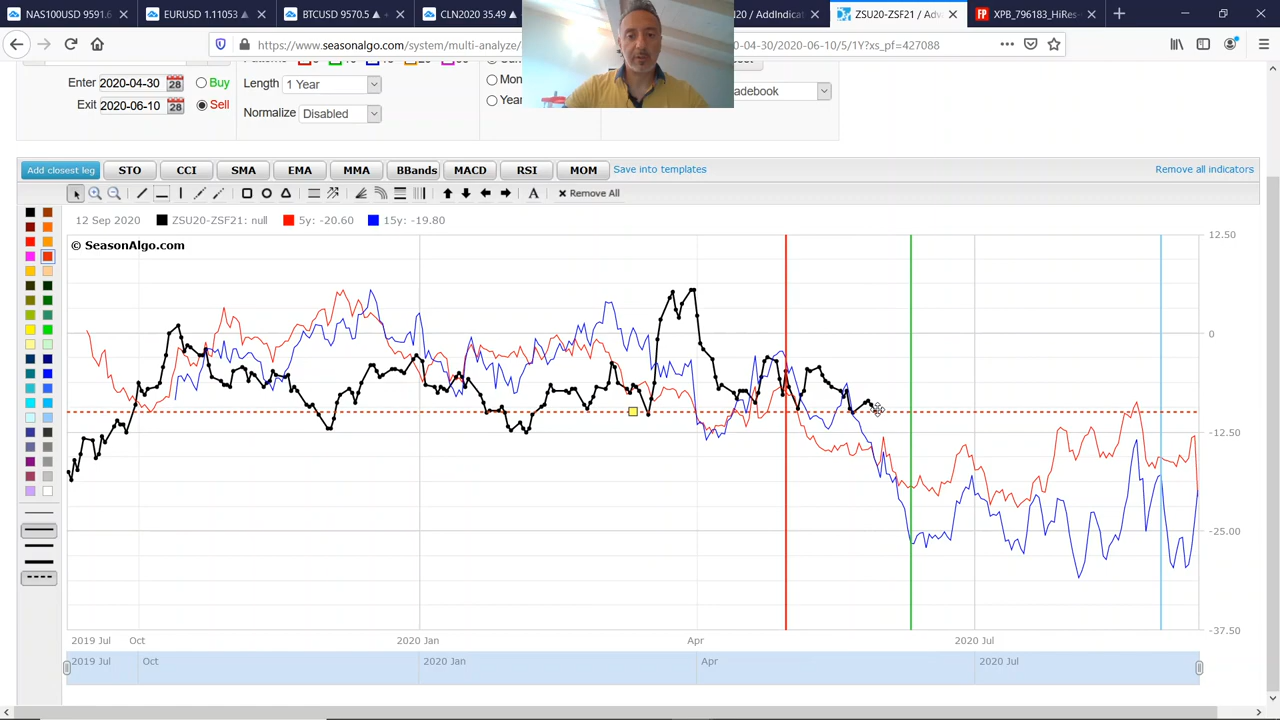 NAS100USD 9591.6
EURUSD 1.11053
BTCUSD 9570.5
CLN2020 35.49
20 / AddIndicat
ZSU20-ZSF21 / Adv
XPB_796183_HiRes-
https://www.seasonalgo.com/system/multi-analyze/
0-04-30/2020-06-10/5/1Y?xs_pf=427088
Enter 2020-04-30 28 Buy
Length 1 Year
Mon
adebook
Exit 2020-06-10 28 Sell
Year
Normalize Disabled
Add closest leg STO CCI SMA EMA MMA BBands MACD RSI MOM Save into templates Remove all indicators
A Remove All
12 Sep 2020 ZSU20-ZSF21: null 5y: -20.60 15y: -19.80
12.50
© SeasonAlgo.com
0
-12.50
-25.00
-37.50
2019 Jul Oct 2020 Jan Apr 2020 Jul
2019 Jul Oct 2020 Jan Apr 2020 Jul